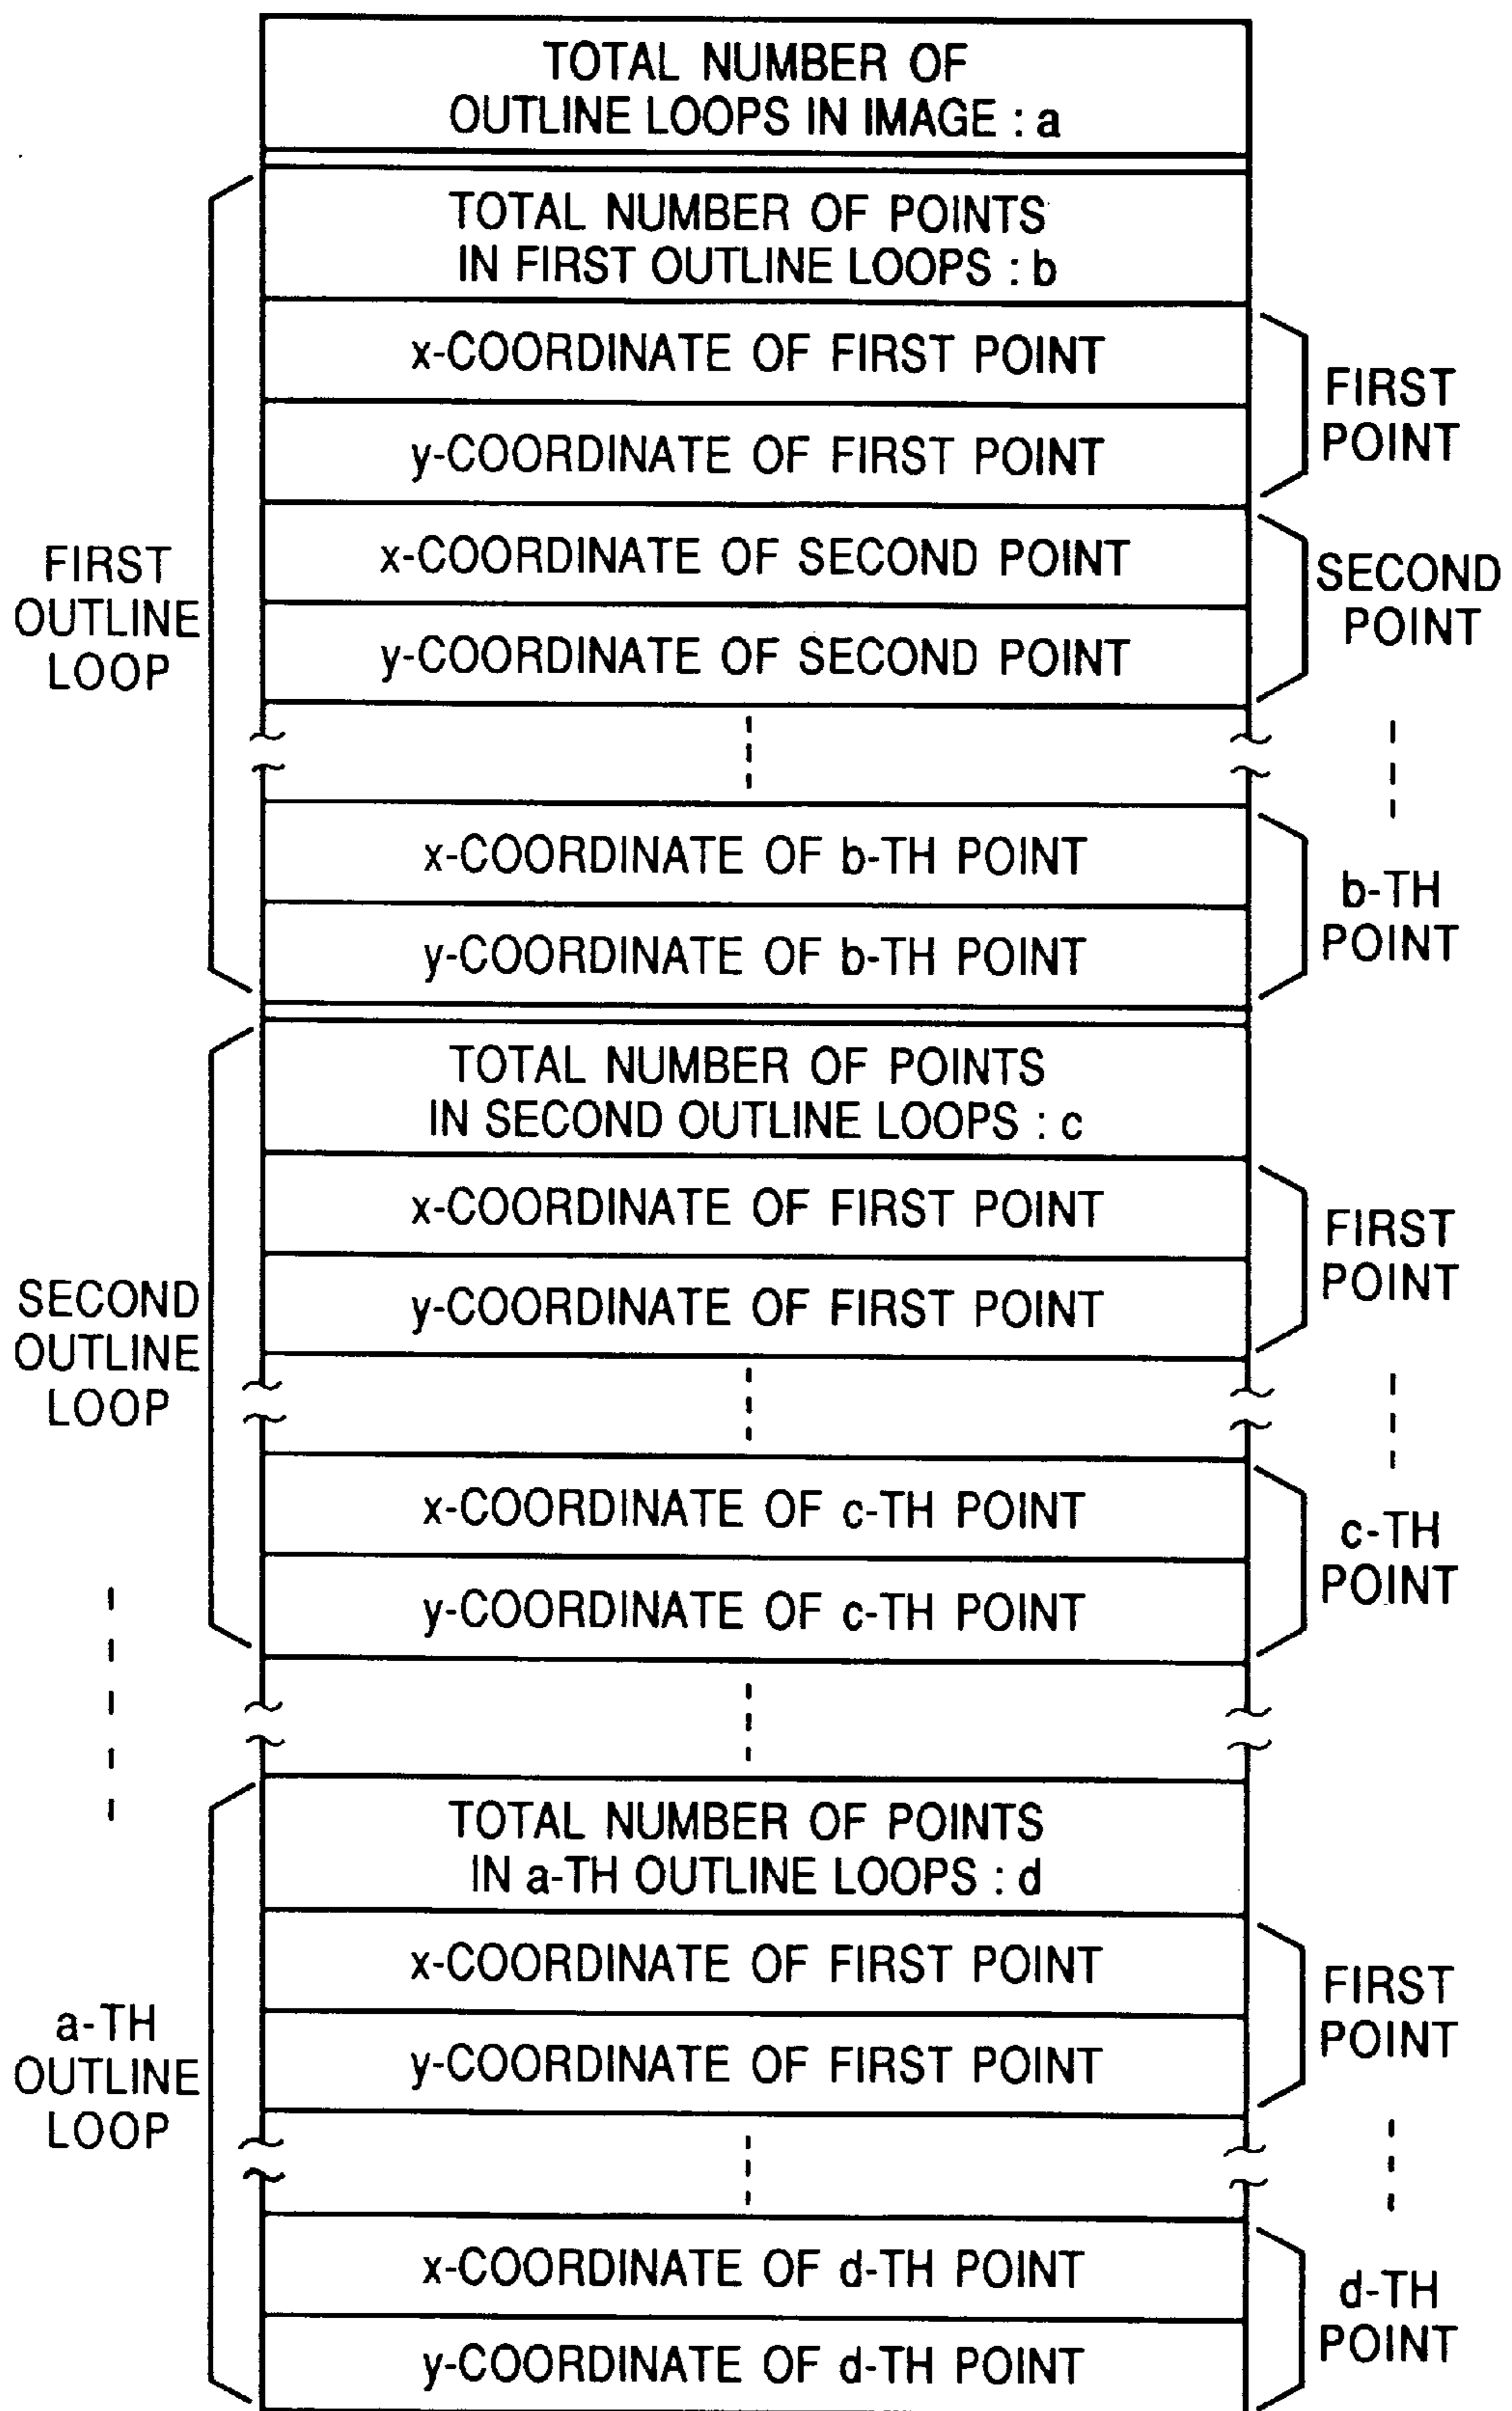 TOTAL NUMBER OF
OUTLINE LOOPS IN IMAGE : a
FIRST
OUTLINE
LOOP
TOTAL NUMBER OF POINTS
IN FIRST OUTLINE LOOPS : b
x-COORDINATE OF FIRST POINT
y-COORDINATE OF FIRST POINT
FIRST
POINT
x-COORDINATE OF SECOND POINT
y-COORDINATE OF SECOND POINT
SECOND
POINT
x-COORDINATE OF b-TH POINT
y-COORDINATE OF b-TH POINT
b-TH
POINT
SECOND
OUTLINE
LOOP
TOTAL NUMBER OF POINTS
IN SECOND OUTLINE LOOPS : c
x-COORDINATE OF FIRST POINT
y-COORDINATE OF FIRST POINT
FIRST
POINT
x-COORDINATE OF c-TH POINT
y-COORDINATE OF c-TH POINT
c-TH
POINT
a-TH
OUTLINE
LOOP
TOTAL NUMBER OF POINTS
IN a-TH OUTLINE LOOPS : d
x-COORDINATE OF FIRST POINT
y-COORDINATE OF FIRST POINT
FIRST
POINT
x-COORDINATE OF d-TH POINT
y-COORDINATE OF d-TH POINT
d-TH
POINT